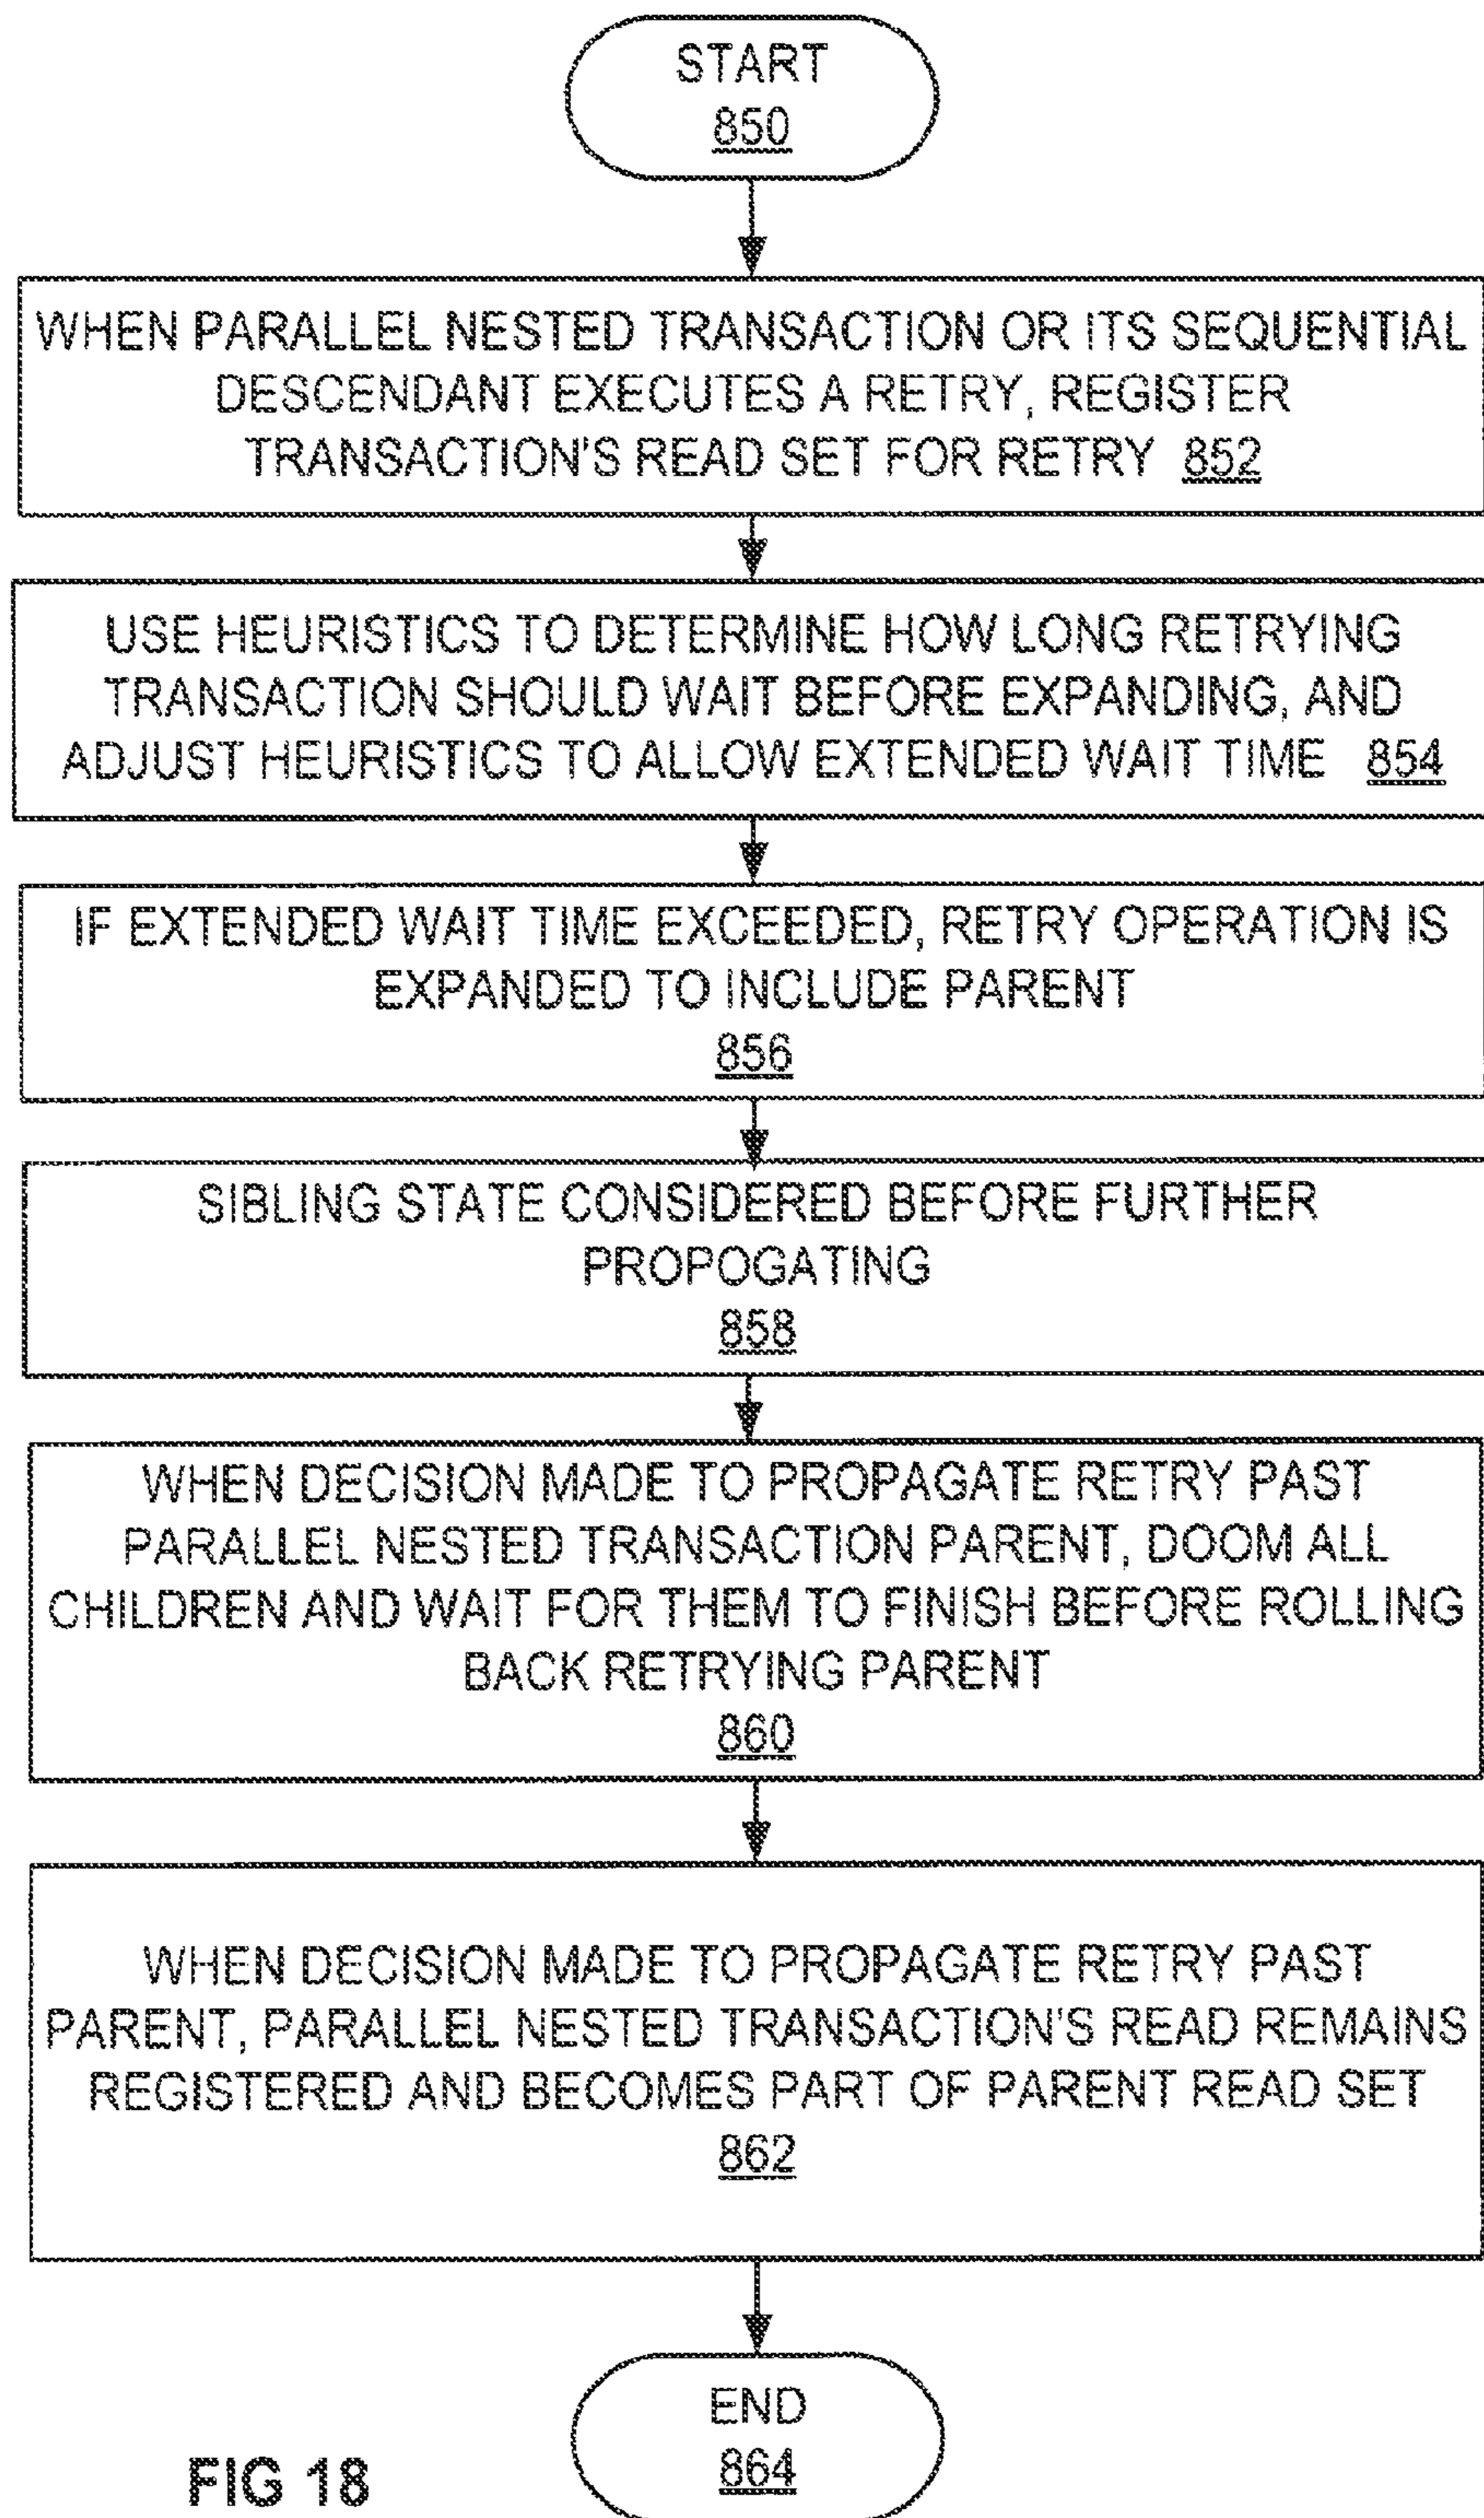 START
850
WHEN PARALLEL NESTED TRANSACTION OR ITS SEQUENTIAL
DESCENDANT EXECUTES A RETRY, REGISTER
TRANSACTION'S READ SET FOR RETRY 852
USE HEURISTICS TO DETERMINE HOW LONG RETRYING
TRANSACTION SHOULD WAIT BEFORE EXPANDING, AND
ADJUST HEURISTICS TO ALLOW EXTENDED WAIT TIME 854
IF EXTENDED WAIT TIME EXCEEDED, RETRY OPERATION IS
EXPANDED TO INCLUDE PARENT
856
SIBLING STATE CONSIDERED BEFORE FURTHER
PROPOGATING
858
WHEN DECISION MADE TO PROPAGATE RETRY PAST
PARALLEL NESTED TRANSACTION PARENT, DOOM ALL
CHILDREN AND WAIT FOR THEM TO FINISH BEFORE ROLLING
BACK RETRYING PARENT
860
WHEN DECISION MADE TO PROPAGATE RETRY PAST
PARENT, PARALLEL NESTED TRANSACTION'S READ REMAINS
REGISTERED AND BECOMES PART OF PARENT READ SET
862
END
864
FIG 18